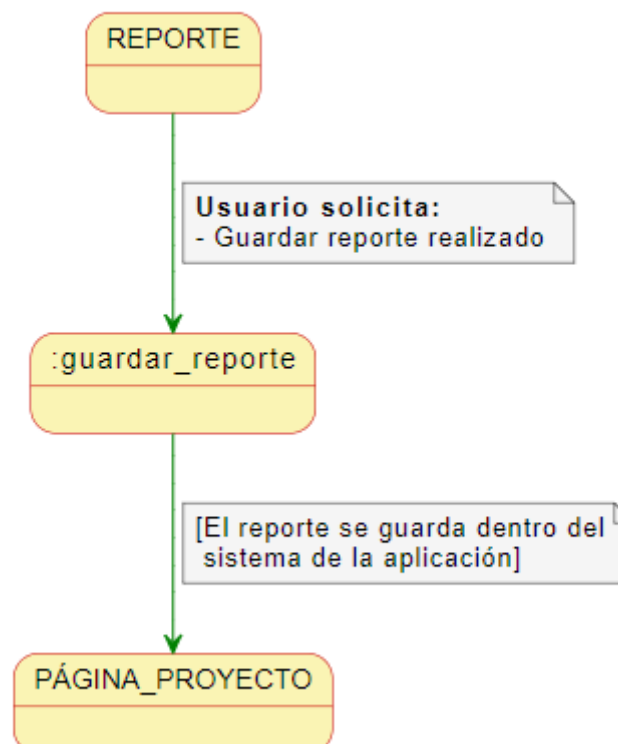 REPORTE
Usuario solicita:
- Guardar reporte realizado
:guardar_reporte
[El reporte se guarda dentro del
sistema de la aplicación]
PÁGINA_PROYECTO